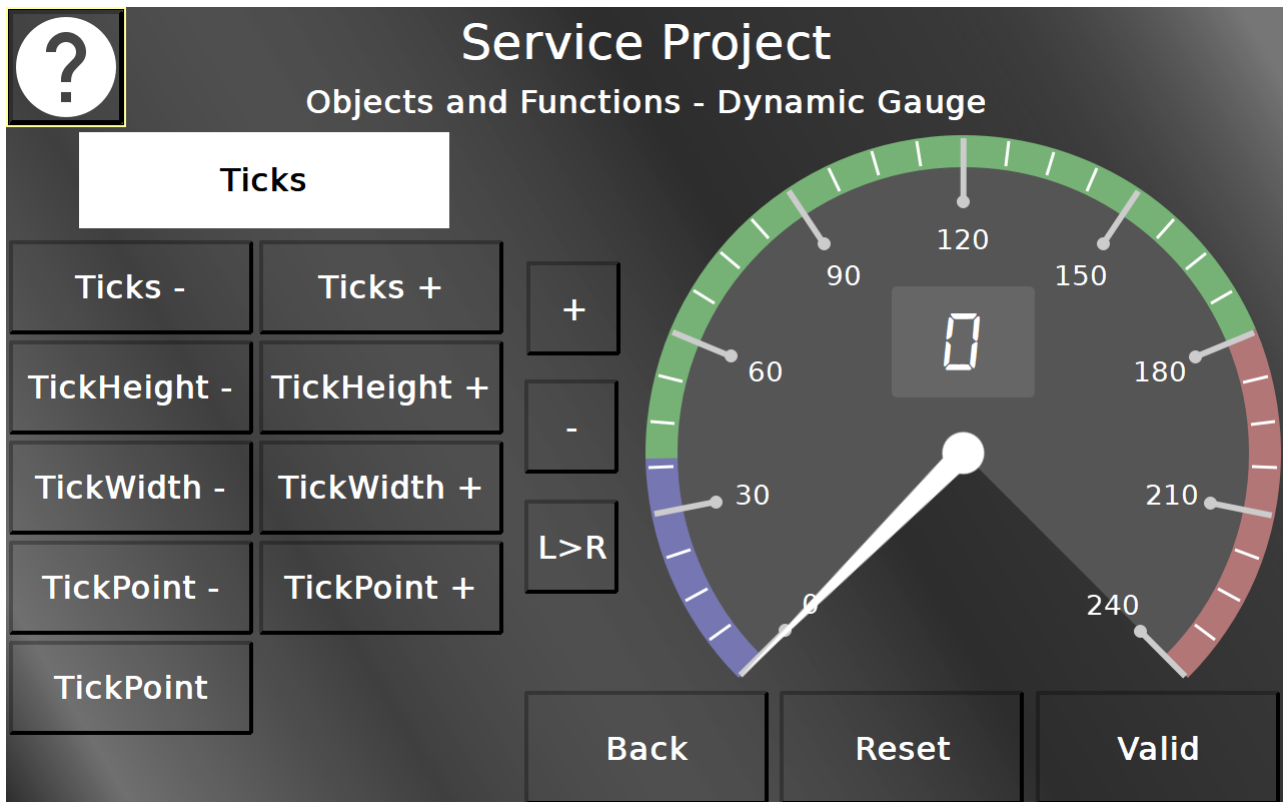 ?
Service Project
Objects and Functions - Dynamic Gauge
Ticks
Ticks -
Ticks +
TickHeight -
TickHeight +
TickWidth -
TickWidth +
TickPoint -
TickPoint +
TickPoint
+
-
L>R
0
30
60
90
120
150
180
210
240
0
Back
Reset
Valid